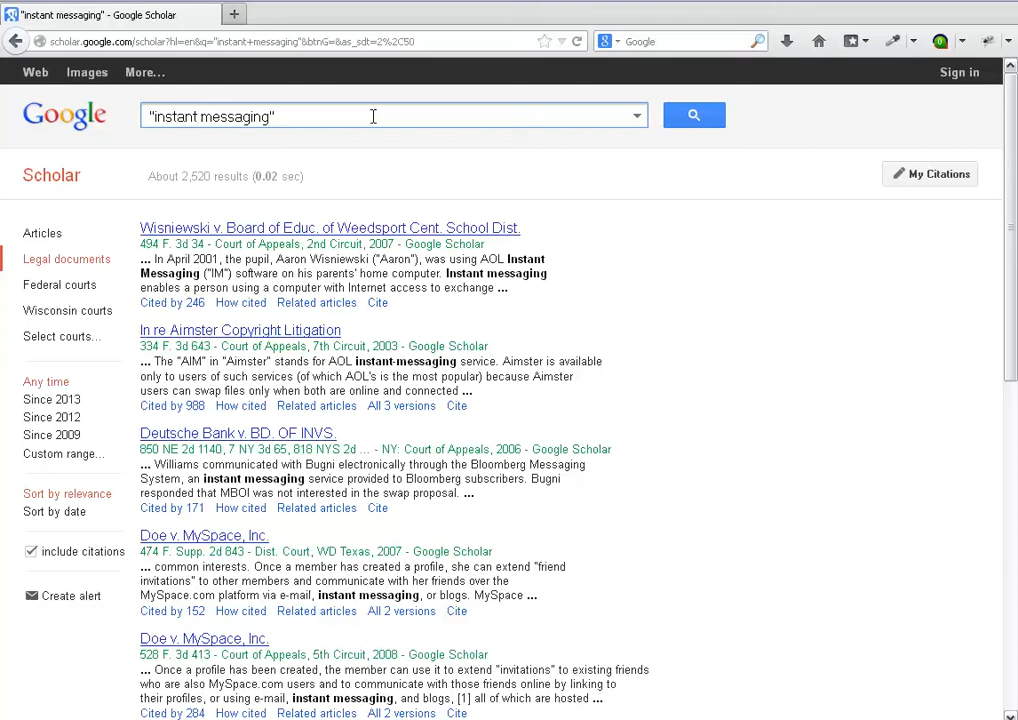 "instant messaging" - Google Scholar
scholar.google.com/scholar?hl=en&q="instant+messaging"&btnG=&as_sdt=2%2C50
Google
Web Images More... Sign in
Google "instant messaging"
Scholar About 2,520 results (0.02 sec) My Citations
Articles
Legal documents
Federal courts
Wisconsin courts
Select courts...
Any time
Since 2013
Since 2012
Since 2009
Custom range...
Sort by relevance
Sort by date
include citations
Create alert
Wisniewski v. Board of Educ. of Weedsport Cent. School Dist.
494 F. 3d 34 - Court of Appeals, 2nd Circuit, 2007 - Google Scholar
... In April 2001, the pupil, Aaron Wisniewski ("Aaron"), was using AOL Instant
Messaging ("IM") software on his parents' home computer. Instant messaging
enables a person using a computer with Internet access to exchange ...
Cited by 246 How cited Related articles Cite
In re Aimster Copyright Litigation
334 F. 3d 643 - Court of Appeals, 7th Circuit, 2003 - Google Scholar
... The "AIM" in "Aimster" stands for AOL instant-messaging service. Aimster is available
only to users of such services (of which AOL's is the most popular) because Aimster
users can swap files only when both are online and connected ...
Cited by 988 How cited Related articles All 3 versions Cite
Deutsche Bank v. BD. OF INVS.
850 NE 2d 1140, 7 NY 3d 65, 818 NYS 2d ... - NY: Court of Appeals, 2006 - Google Scholar
... Williams communicated with Bugni electronically through the Bloomberg Messaging
System, an instant messaging service provided to Bloomberg subscribers. Bugni
responded that MBOI was not interested in the swap proposal. ...
Cited by 171 How cited Related articles Cite
Doe v. MySpace, Inc.
474 F. Supp. 2d 843 - Dist. Court, WD Texas, 2007 - Google Scholar
... common interests. Once a member has created a profile, she can extend "friend
invitations" to other members and communicate with her friends over the
MySpace.com platform via e-mail, instant messaging, or blogs. MySpace ...
Cited by 152 How cited Related articles All 2 versions Cite
Doe v. MySpace, Inc.
528 F. 3d 413 - Court of Appeals, 5th Circuit, 2008 - Google Scholar
... Once a profile has been created, the member can use it to extend "invitations" to existing friends
who are also MySpace.com users and to communicate with those friends online by linking to
their profiles, or using e-mail, instant messaging, and blogs, [1] all of which are hosted ...
Cited by 284 How cited Related articles All 2 versions Cite